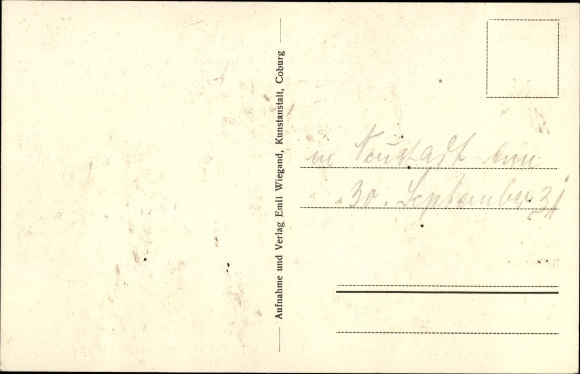 Aufnahme und Verlag Emil Wiegand, Kunstanstalt, Coburg
in Neustadt am
30. September 31